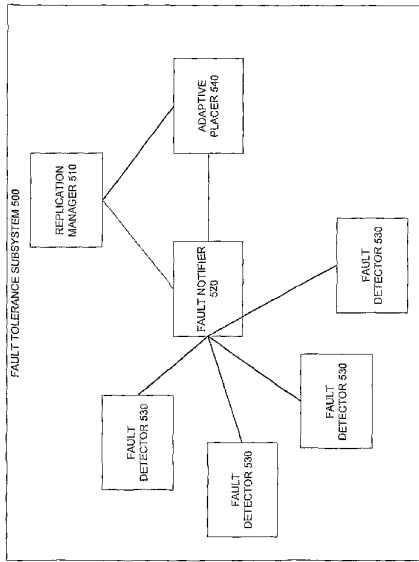 FAULT TOLERANCE SUBSYSTEM 500
REPLICATION
MANAGER 510
ADAPTIVE
PLACER 540
FAULT NOTIFIER
520
FAULT
DETECTOR 530
FAULT
DETECTOR 530
FAULT
DETECTOR 530
FAULT
DETECTOR 530